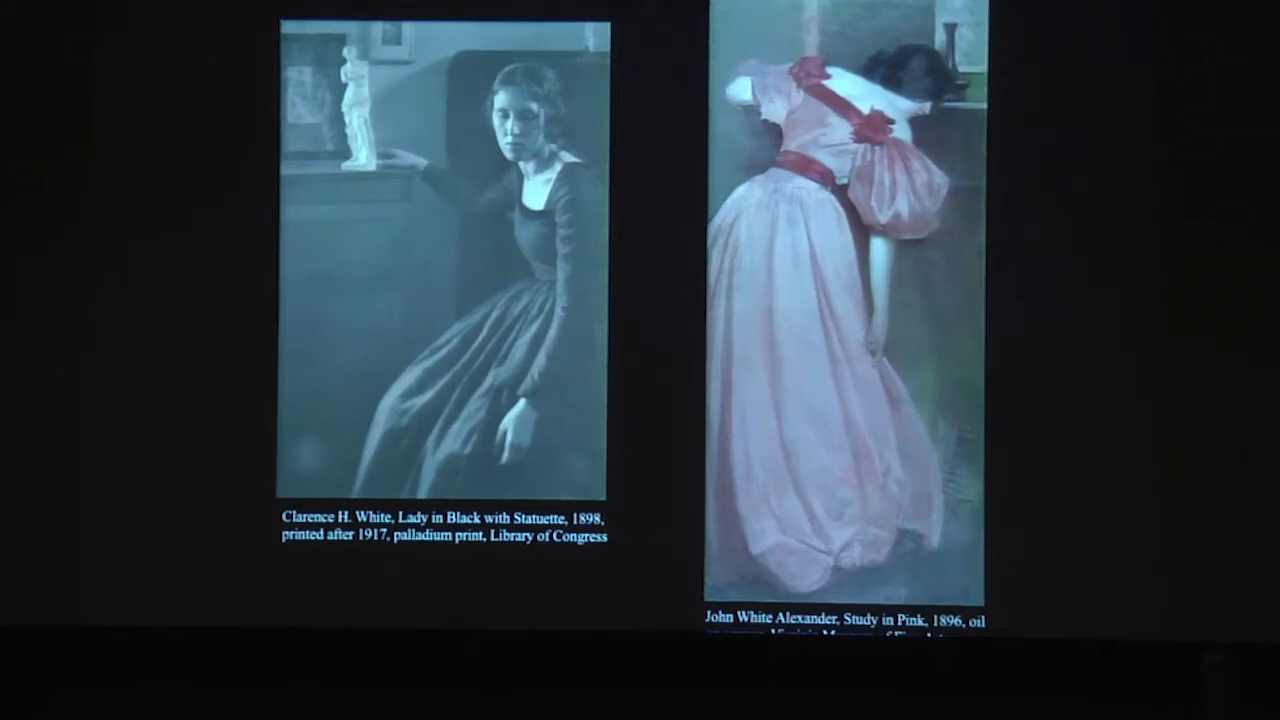 Clarence H. White, Lady in Black with Statuette, 1898,
printed after 1917, palladium print, Library of Congress
John White Alexander, Study in Pink, 1896, oil